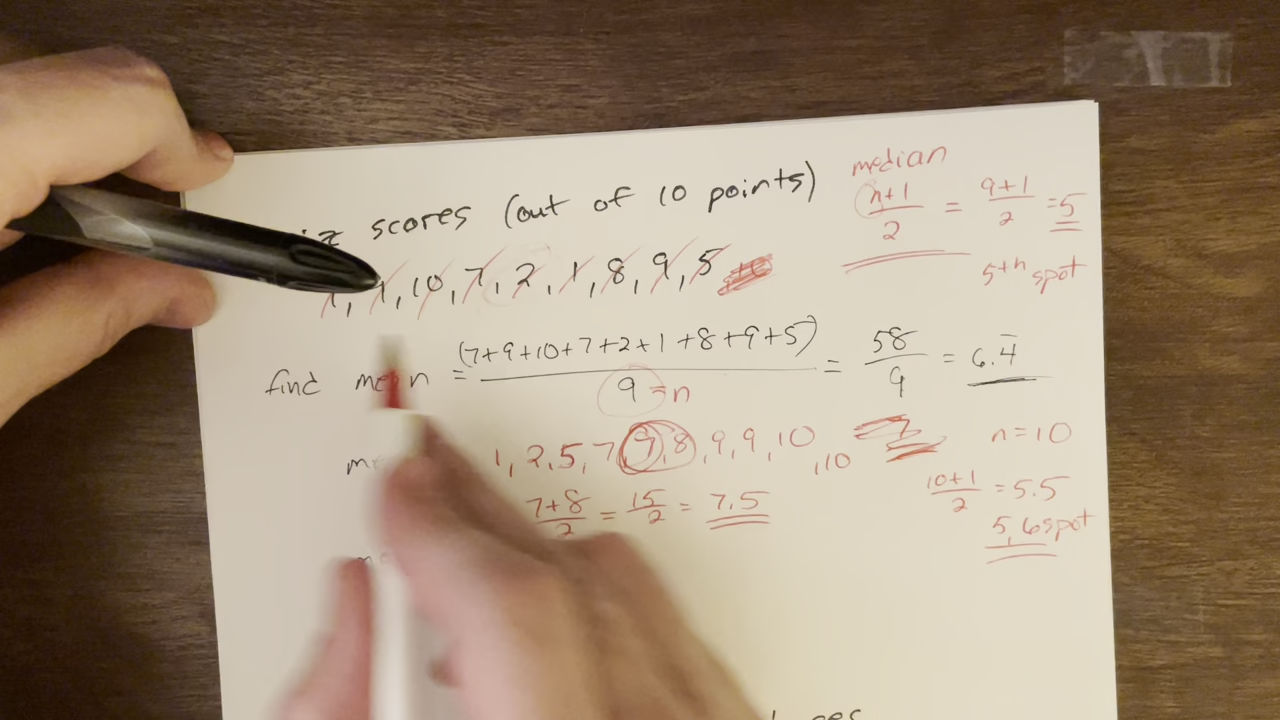 scores (out of 10 points)
10, 7, 2, 1, 8, 9, 5
median
n+1/2 = 9+1/2 = 5
5th spot
find
= (7+9+10+7+2+1+8+9+5)/9 = 58/9 = 6.4̅
9 = n
1, 2, 5, 7, 7, 8, 9, 9, 10, 10
7+8/2 = 15/2 = 7.5
n=10
10+1/2 = 5.5
5, 6 spot